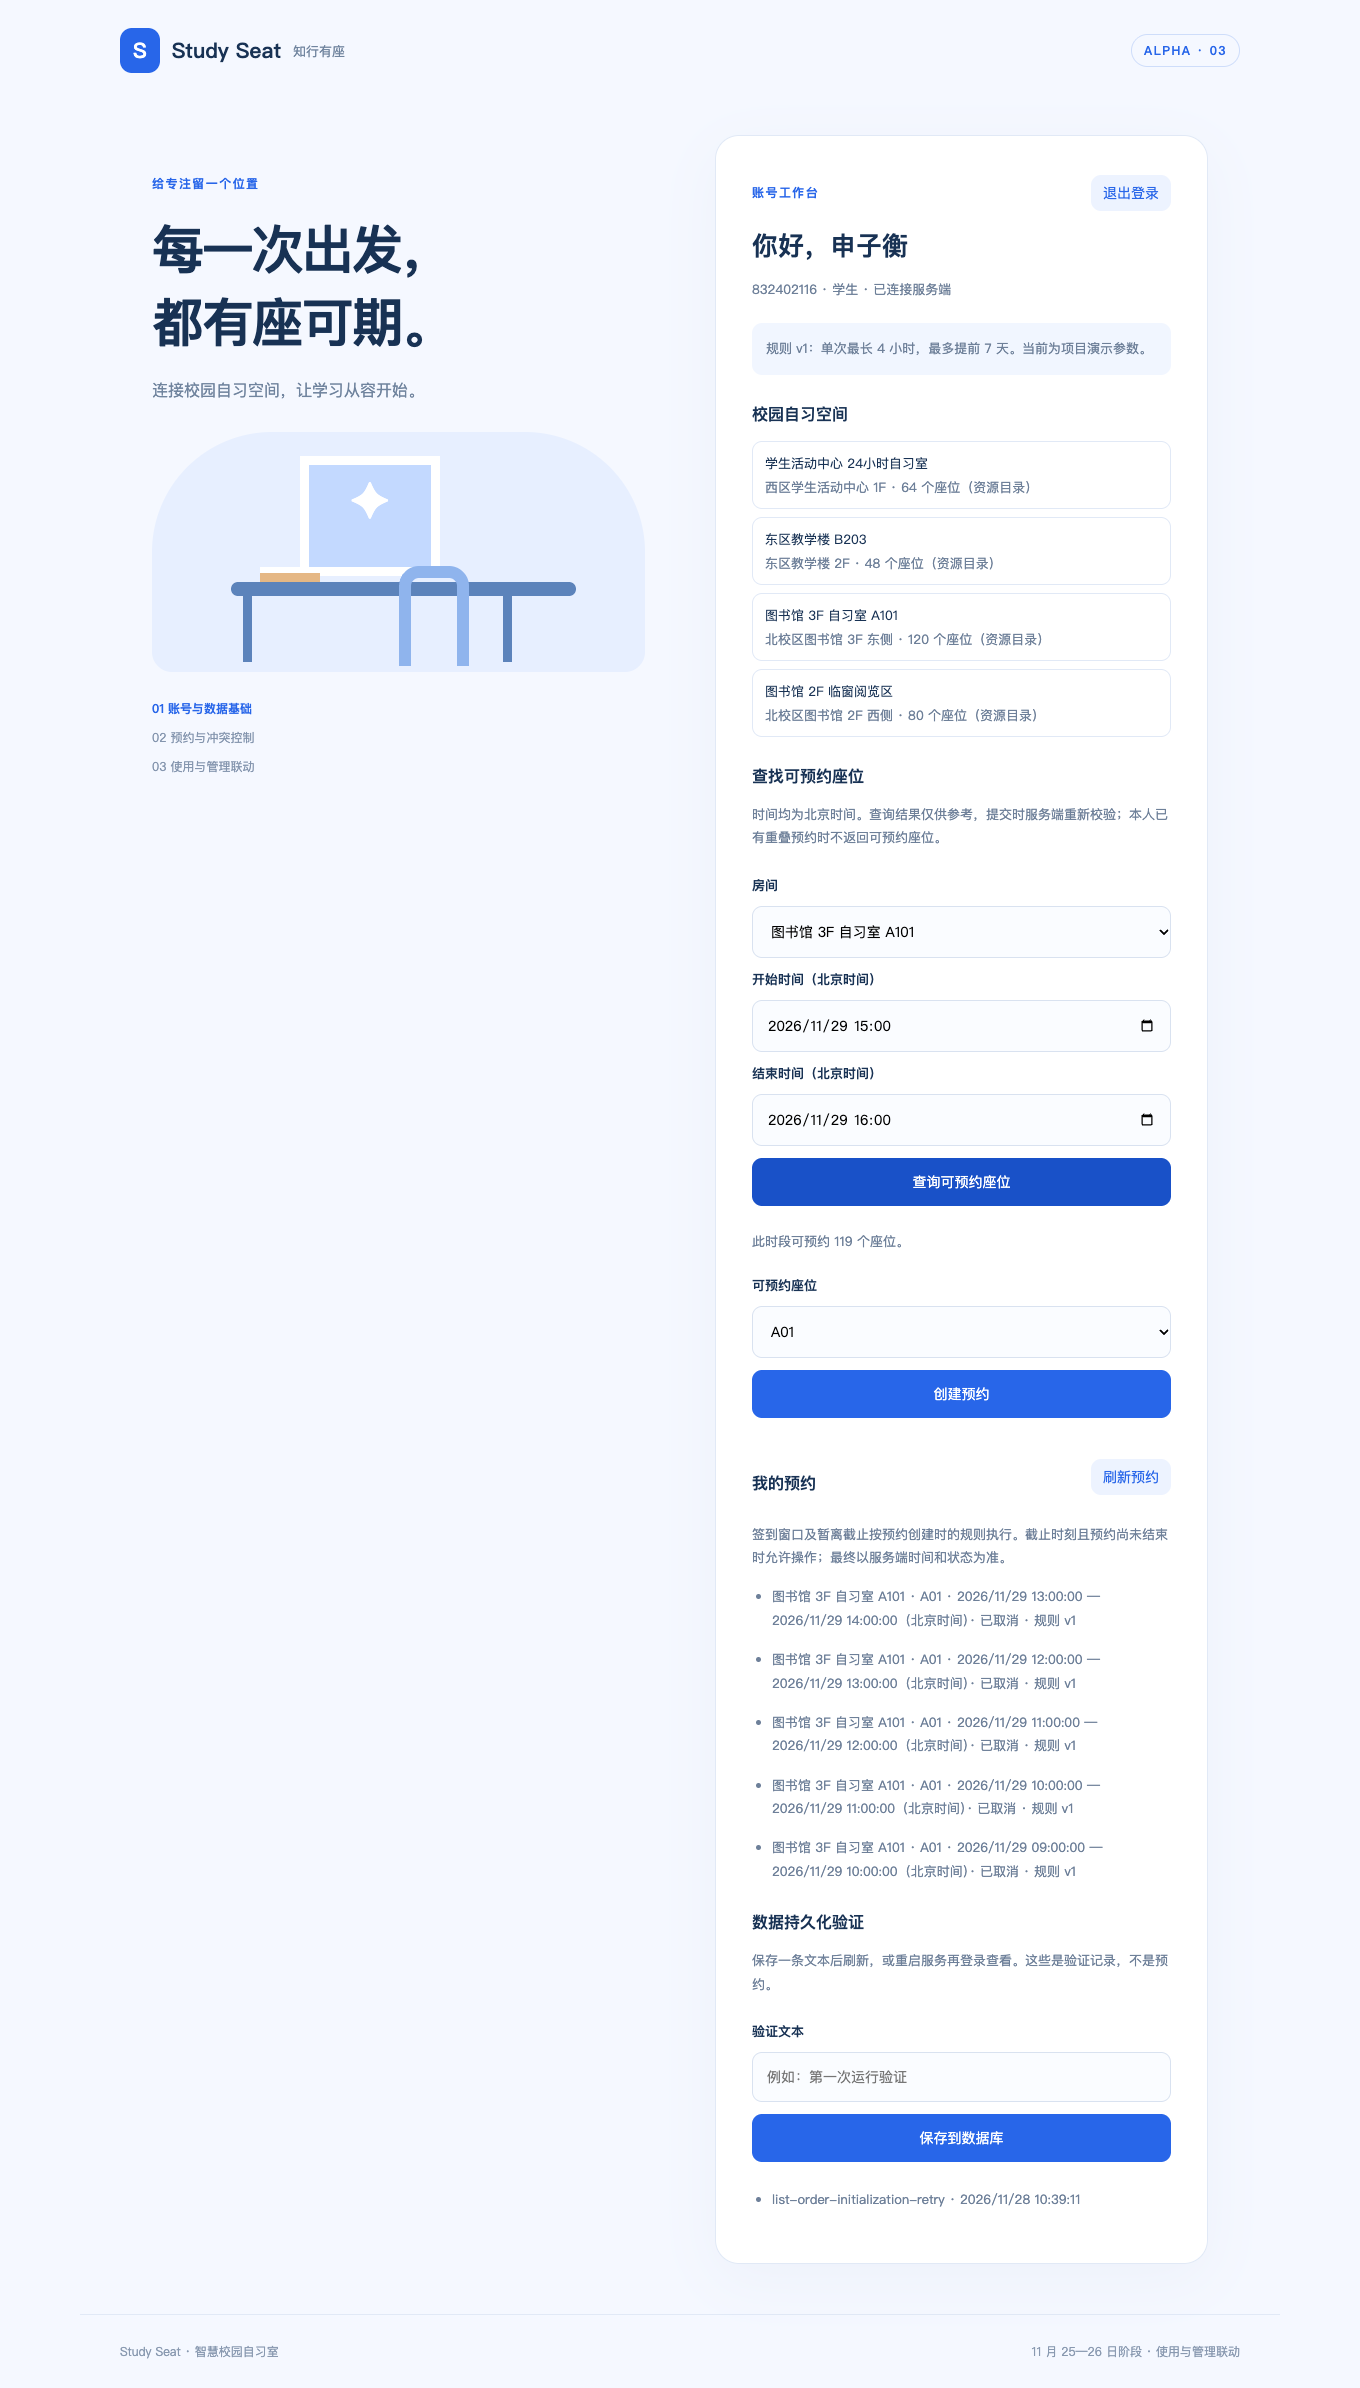 S Study Seat 知行有座
ALPHA · 03
给专注留一个位置
每一次出发，
都有座可期。
连接校园自习空间，让学习从容开始。
01 账号与数据基础
02 预约与冲突控制
03 使用与管理联动
账号工作台
退出登录
你好，申子衡
832402116 · 学生 · 已连接服务端
规则 v1：单次最长 4 小时，最多提前 7 天。当前为项目演示参数。
校园自习空间
学生活动中心 24小时自习室
西区学生活动中心 1F · 64 个座位（资源目录）
东区教学楼 B203
东区教学楼 2F · 48 个座位（资源目录）
图书馆 3F 自习室 A101
北校区图书馆 3F 东侧 · 120 个座位（资源目录）
图书馆 2F 临窗阅览区
北校区图书馆 2F 西侧 · 80 个座位（资源目录）
查找可预约座位
时间均为北京时间。查询结果仅供参考，提交时服务端重新校验；本人已
有重叠预约时不返回可预约座位。
房间
图书馆 3F 自习室 A101
开始时间（北京时间）
2026/11/29 15:00
结束时间（北京时间）
2026/11/29 16:00
查询可预约座位
此时段可预约 119 个座位。
可预约座位
A01
创建预约
我的预约
刷新预约
签到窗口及暂离截止按预约创建时的规则执行。截止时刻且预约尚未结束
时允许操作；最终以服务端时间和状态为准。
• 图书馆 3F 自习室 A101 · A01 · 2026/11/29 13:00:00 —
2026/11/29 14:00:00（北京时间）· 已取消 · 规则 v1
• 图书馆 3F 自习室 A101 · A01 · 2026/11/29 12:00:00 —
2026/11/29 13:00:00（北京时间）· 已取消 · 规则 v1
• 图书馆 3F 自习室 A101 · A01 · 2026/11/29 11:00:00 —
2026/11/29 12:00:00（北京时间）· 已取消 · 规则 v1
• 图书馆 3F 自习室 A101 · A01 · 2026/11/29 10:00:00 —
2026/11/29 11:00:00（北京时间）· 已取消 · 规则 v1
• 图书馆 3F 自习室 A101 · A01 · 2026/11/29 09:00:00 —
2026/11/29 10:00:00（北京时间）· 已取消 · 规则 v1
数据持久化验证
保存一条文本后刷新，或重启服务再登录查看。这些是验证记录，不是预
约。
验证文本
例如：第一次运行验证
保存到数据库
• list-order-initialization-retry · 2026/11/28 10:39:11
Study Seat · 智慧校园自习室
11 月 25—26 日阶段 · 使用与管理联动